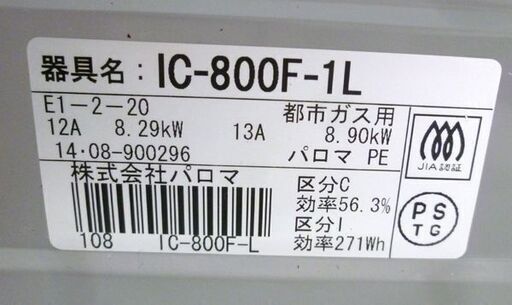 器具名：IC-800F-1L
E1-2-20 都市ガス用
12A 8.29kW 13A 8.90kW
14·08-900296 パロマ PE
株式会社パロマ
区分C
効率56.3%
区分I
効率271Wh
108 IC-800F-L
JIA認証
PS
TG